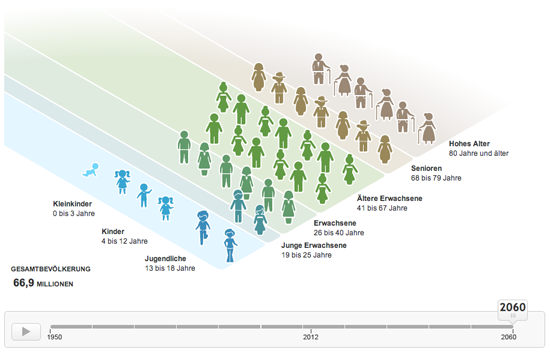 Hohes Alter
80 Jahre und älter
Senioren
68 bis 79 Jahre
Ältere Erwachsene
41 bis 67 Jahre
Erwachsene
26 bis 40 Jahre
Junge Erwachsene
19 bis 25 Jahre
Kleinkinder
0 bis 3 Jahre
Kinder
4 bis 12 Jahre
Jugendliche
13 bis 18 Jahre
GESAMTBEVÖLKERUNG
66,9 MILLIONEN
2060
1950
2012
2060